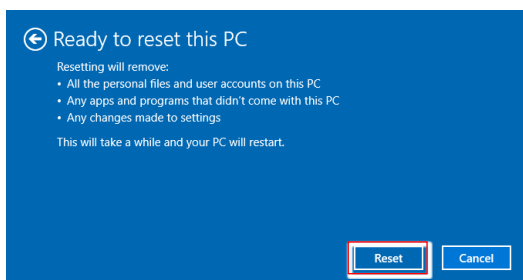 Ready to reset this PC
Resetting will remove:
• All the personal files and user accounts on this PC
• Any apps and programs that didn't come with this PC
• Any changes made to settings
This will take a while and your PC will restart.
Reset Cancel